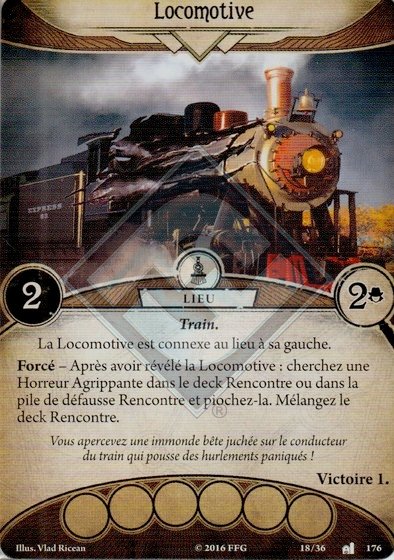 Locomotive
EXPRESS
2
2
LIEU
Train.
La Locomotive est connexe au lieu à sa gauche.
Forcé – Après avoir révélé la Locomotive : cherchez une
Horreur Agrippante dans le deck Rencontre ou dans la
pile de défausse Rencontre et piochez-la. Mélangez le
deck Rencontre.
Vous apercevez une immonde bête juchée sur le conducteur
du train qui pousse des hurlements paniqués !
Victoire 1.
®
Illus. Vlad Ricean
© 2016 FFG
18/36
176